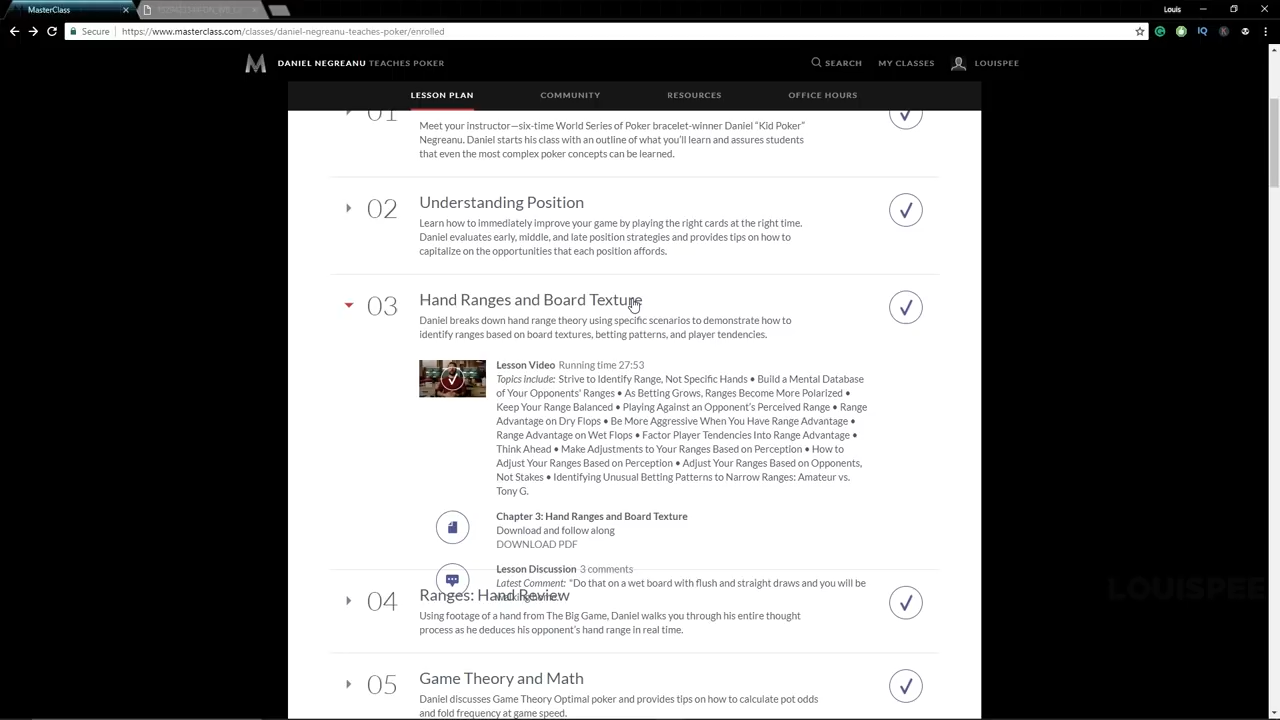 MasterClass
Louis
Secure
https://www.masterclass.com/classes/daniel-negreanu-teaches-poker/enrolled
DANIEL NEGREANU TEACHES POKER
SEARCH
MY CLASSES
LOUISPEE
LESSON PLAN
COMMUNITY
RESOURCES
OFFICE HOURS
01
Meet your instructor—six-time World Series of Poker bracelet-winner Daniel “Kid Poker”
Negreanu. Daniel starts his class with an outline of what you’ll learn and assures students
that even the most complex poker concepts can be learned.
02
Understanding Position
Learn how to immediately improve your game by playing the right cards at the right time.
Daniel evaluates early, middle, and late position strategies and provides tips on how to
capitalize on the opportunities that each position affords.
03
Hand Ranges and Board Texture
Daniel breaks down hand range theory using specific scenarios to demonstrate how to
identify ranges based on board textures, betting patterns, and player tendencies.
Lesson Video Running time 27:53
Topics include: Strive to Identify Range, Not Specific Hands • Build a Mental Database
of Your Opponents’ Ranges • As Betting Grows, Ranges Become More Polarized •
Keep Your Range Balanced • Playing Against an Opponent’s Perceived Range • Range
Advantage on Dry Flops • Be More Aggressive When You Have Range Advantage •
Range Advantage on Wet Flops • Factor Player Tendencies Into Range Advantage •
Think Ahead • Make Adjustments to Your Ranges Based on Perception • How to
Adjust Your Ranges Based on Perception • Adjust Your Ranges Based on Opponents,
Not Stakes • Identifying Unusual Betting Patterns to Narrow Ranges: Amateur vs.
Tony G.
Chapter 3: Hand Ranges and Board Texture
Download and follow along
DOWNLOAD PDF
Lesson Discussion 3 comments
Latest Comment: “Do that on a wet board with flush and straight draws and you will be
04
Ranges: Hand Review
Using footage of a hand from The Big Game, Daniel walks you through his entire thought
process as he deduces his opponent’s hand range in real time.
05
Game Theory and Math
Daniel discusses Game Theory Optimal poker and provides tips on how to calculate pot odds
and fold frequency at game speed.
LOUISPEE